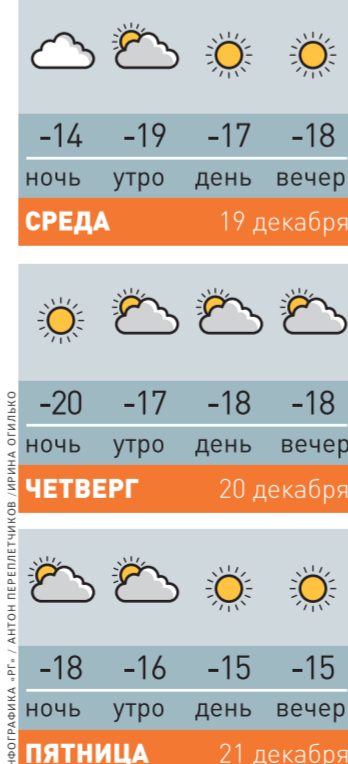 -14 -19 -17 -18
ночь утро день вечер
СРЕДА 19 декабря
-20 -17 -18 -18
ночь утро день вечер
ЧЕТВЕРГ 20 декабря
-18 -16 -15 -15
ночь утро день вечер
ПЯТНИЦА 21 декабря
НФОГРАФИКА «РГ» / АНТОН ПЕРЕПЛЕТЧИКОВ /ИРИНА ОГИЛЬКО